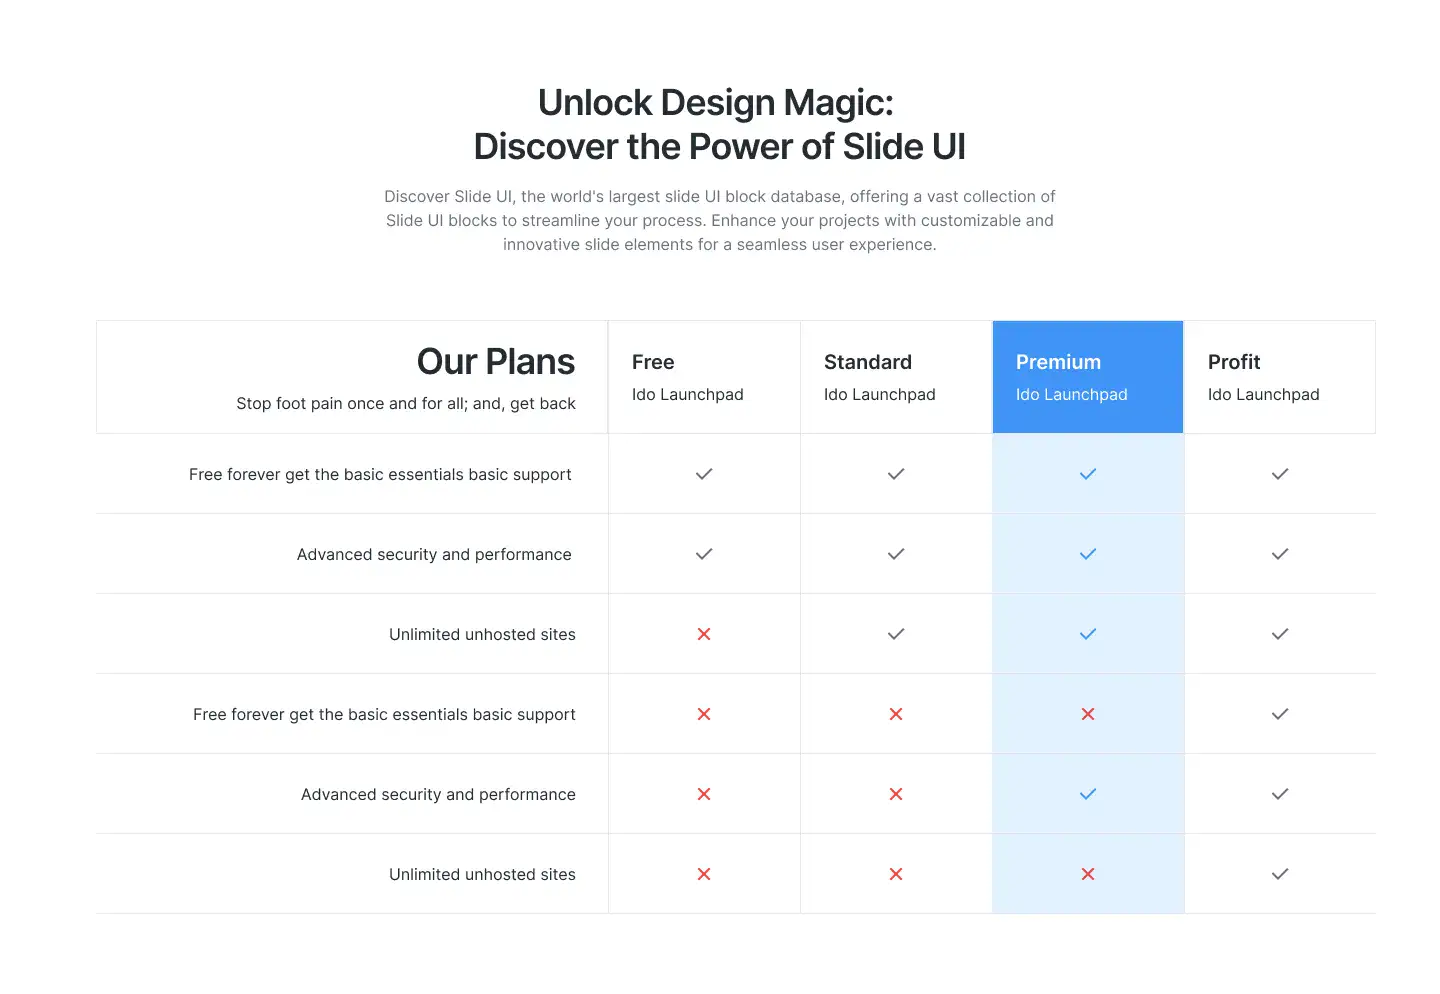 Unlock Design Magic:
Discover the Power of Slide UI
Discover Slide UI, the world's largest slide UI block database, offering a vast collection of
Slide UI blocks to streamline your process. Enhance your projects with customizable and
innovative slide elements for a seamless user experience.
Our Plans
Stop foot pain once and for all; and, get back
Free
Ido Launchpad
Standard
Ido Launchpad
Premium
Ido Launchpad
Profit
Ido Launchpad
Free forever get the basic essentials basic support
Advanced security and performance
Unlimited unhosted sites
Free forever get the basic essentials basic support
Advanced security and performance
Unlimited unhosted sites